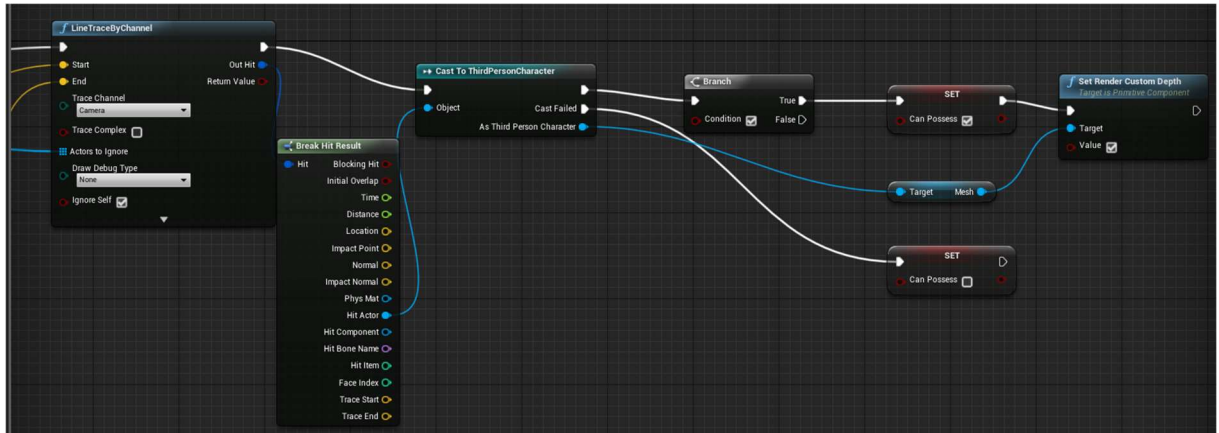 LineTraceByChannel
Start
Out Hit
End
Return Value
Trace Channel
Camera
Trace Complex
Actors to Ignore
Draw Debug Type
None
Ignore Self
Break Hit Result
Hit
Blocking Hit
Initial Overlap
Time
Distance
Location
Impact Point
Normal
Impact Normal
Phys Mat
Hit Actor
Hit Component
Hit Bone Name
Hit Item
Face Index
Trace Start
Trace End
Cast To ThirdPersonCharacter
Object
Cast Failed
As Third Person Character
Branch
True
Condition
False
SET
Can Possess
Target
Mesh
SET
Can Possess
Set Render Custom Depth
Target is Primitive Component
Target
Value